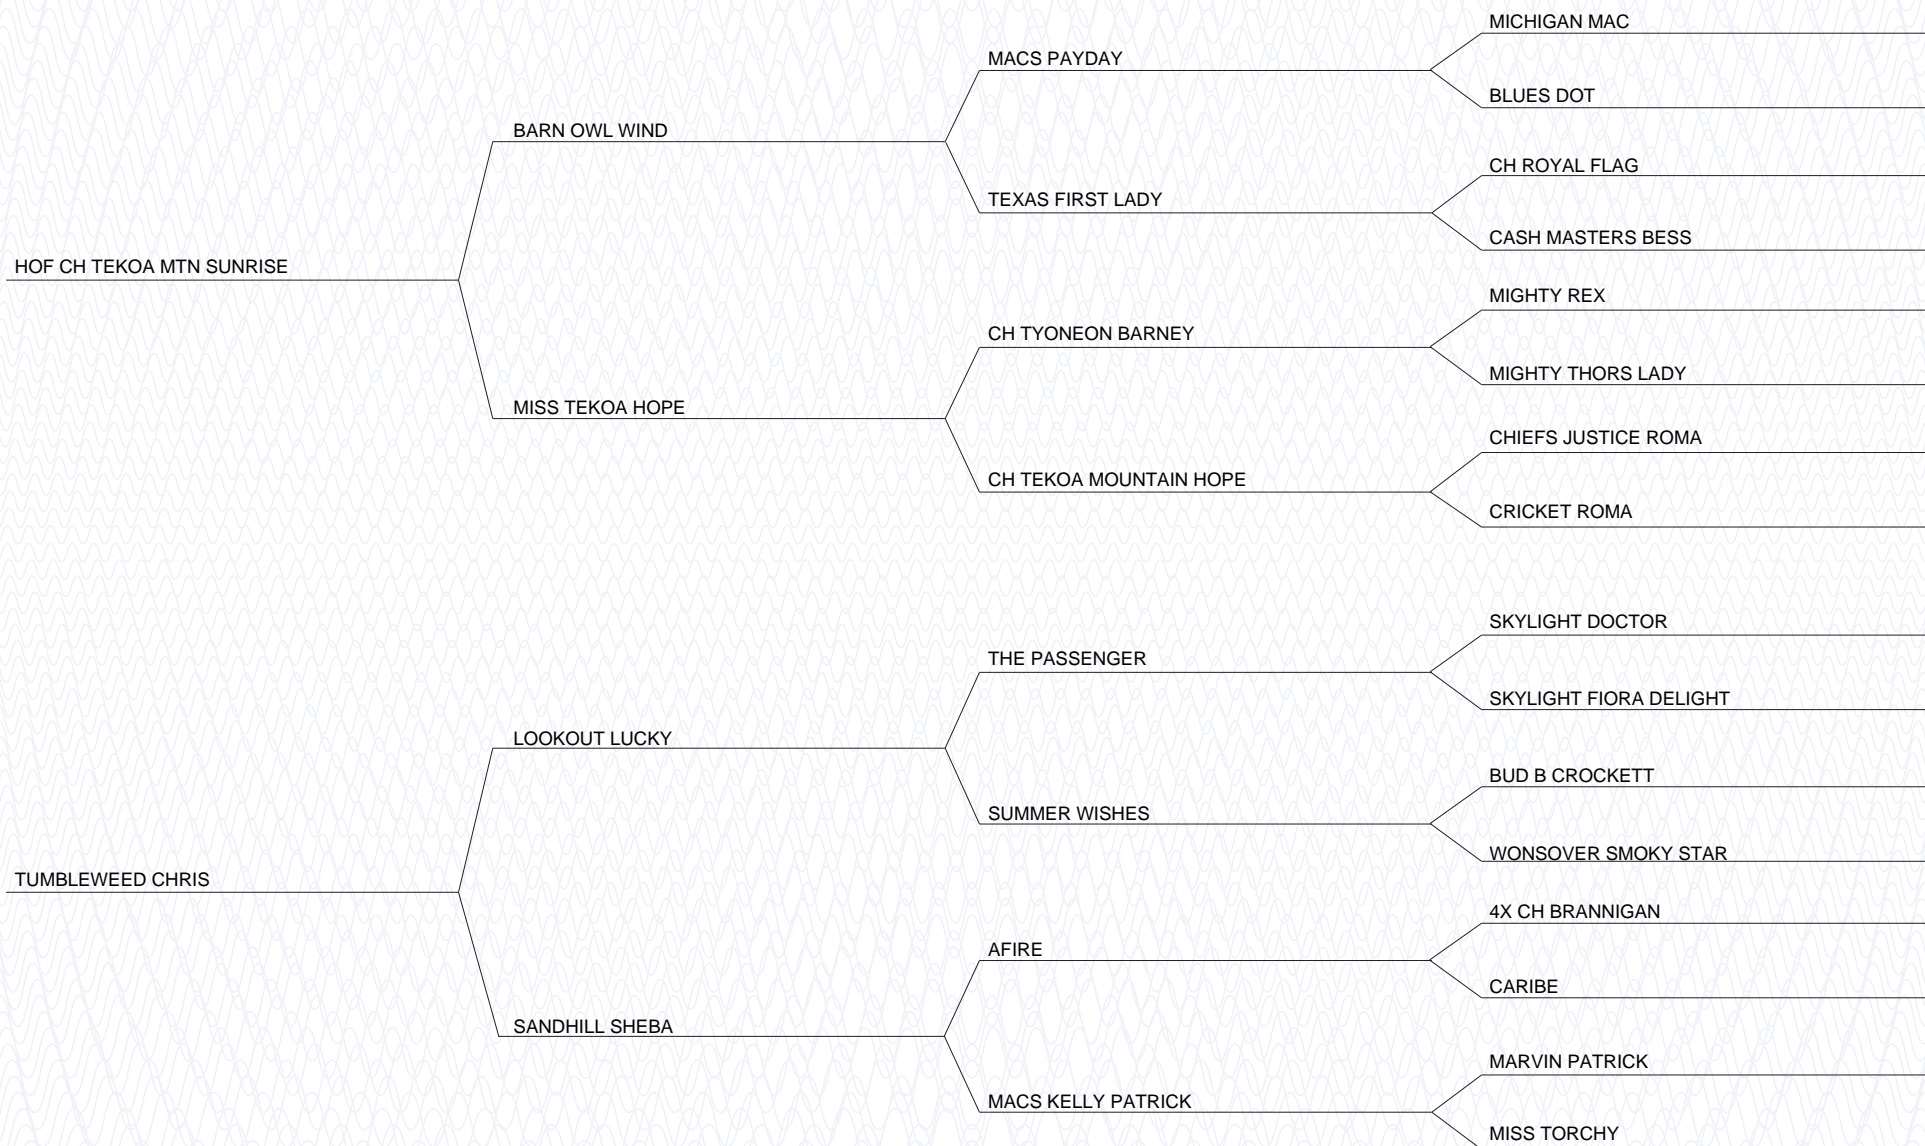 MICHIGAN MAC
MACS PAYDAY
BLUES DOT
BARN OWL WIND
CH ROYAL FLAG
TEXAS FIRST LADY
CASH MASTERS BESS
HOF CH TEKOA MTN SUNRISE
MIGHTY REX
CH TYONEON BARNEY
MIGHTY THORS LADY
MISS TEKOA HOPE
CHIEFS JUSTICE ROMA
CH TEKOA MOUNTAIN HOPE
CRICKET ROMA
SKYLIGHT DOCTOR
THE PASSENGER
SKYLIGHT FIORA DELIGHT
LOOKOUT LUCKY
BUD B CROCKETT
SUMMER WISHES
WONSOVER SMOKY STAR
TUMBLEWEED CHRIS
4X CH BRANNIGAN
AFIRE
CARIBE
SANDHILL SHEBA
MARVIN PATRICK
MACS KELLY PATRICK
MISS TORCHY